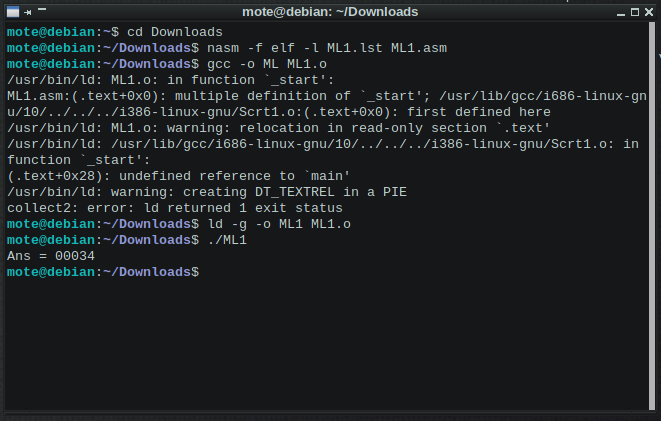 mote@debian: ~/Downloads
mote@debian:~$ cd Downloads
mote@debian:~/Downloads$ nasm -f elf -l ML1.lst ML1.asm
mote@debian:~/Downloads$ gcc -o ML ML1.o
/usr/bin/ld: ML1.o: in function `_start':
ML1.asm:(.text+0x0): multiple definition of `_start'; /usr/lib/gcc/i686-linux-gn
u/10/../../../i386-linux-gnu/Scrt1.o:(.text+0x0): first defined here
/usr/bin/ld: ML1.o: warning: relocation in read-only section `.text'
/usr/bin/ld: /usr/lib/gcc/i686-linux-gnu/10/../../../i386-linux-gnu/Scrt1.o: in
function `_start':
(.text+0x28): undefined reference to `main'
/usr/bin/ld: warning: creating DT_TEXTREL in a PIE
collect2: error: ld returned 1 exit status
mote@debian:~/Downloads$ ld -g -o ML1 ML1.o
mote@debian:~/Downloads$ ./ML1
Ans = 00034
mote@debian:~/Downloads$